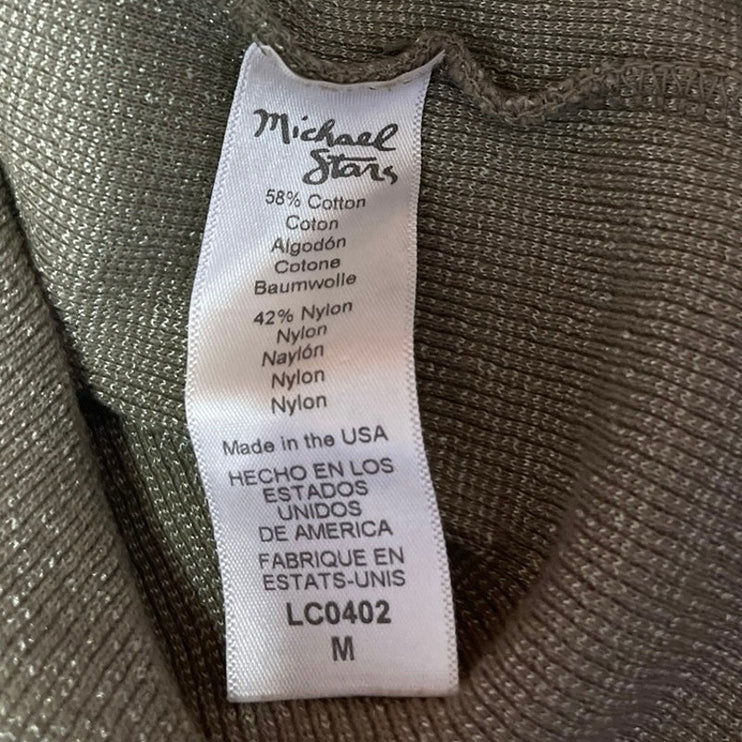 Michael
Stars
58% Cotton
Coton
Algodón
Cotone
Baumwolle
42% Nylon
Nylon
Naylón
Nylon
Nylon
Made in the USA
HECHO EN LOS
ESTADOS
UNIDOS
DE AMERICA
FABRIQUE EN
ESTATS-UNIS
LC0402
M